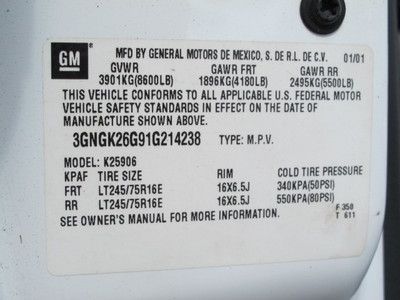 GM
MFD BY GENERAL MOTORS DE MEXICO, S. DE R.L. DE C.V. 01/01
GVWR GAWR FRT GAWR RR
3901KG(8600LB) 1896KG(4180LB) 2495KG(5500LB)
THIS VEHICLE CONFORMS TO ALL APPLICABLE U.S. FEDERAL MOTOR
VEHICLE SAFETY STANDARDS IN EFFECT ON THE DATE OF
MANUFACTURE SHOWN ABOVE.
3GNGK26G91G214238 TYPE: M.P.V.
MODEL: K25906
KPAF TIRE SIZE RIM COLD TIRE PRESSURE
FRT LT245/75R16E 16X6.5J 340KPA(50PSI)
RR LT245/75R16E 16X6.5J 550KPA(80PSI)
SEE OWNER'S MANUAL FOR MORE INFORMATION.
F 350
T 611